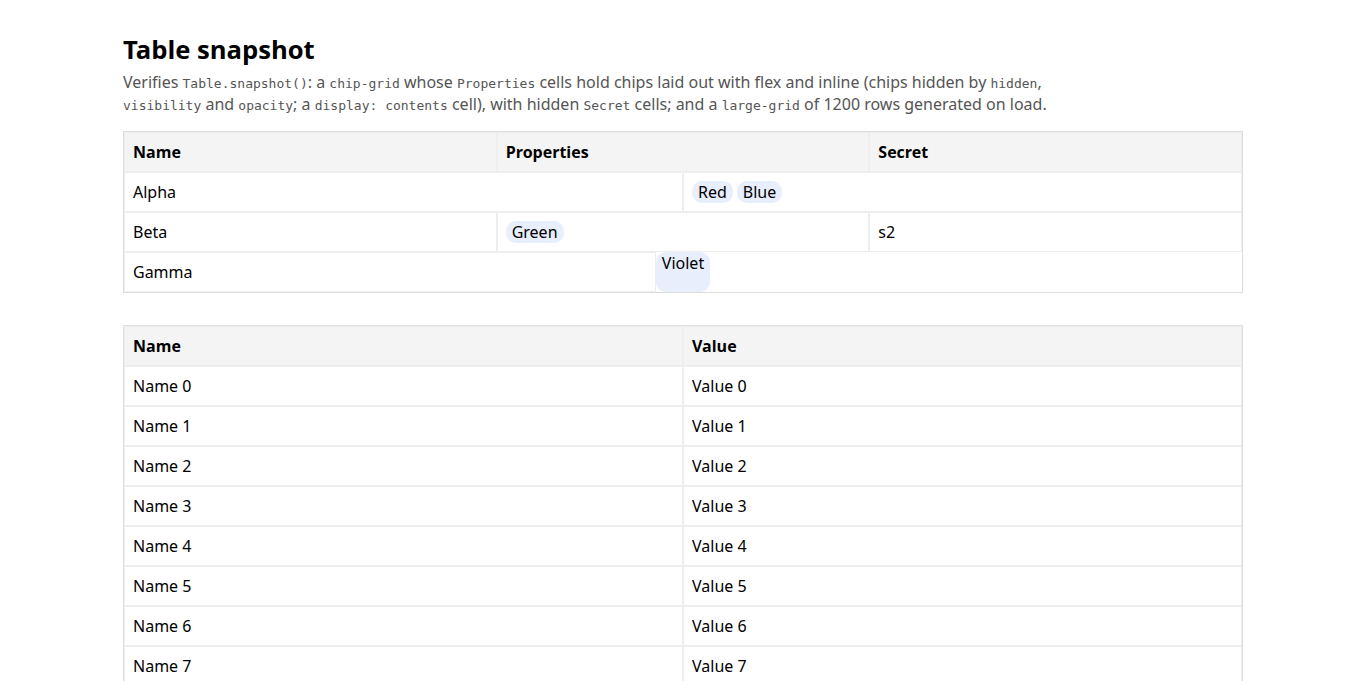 Table snapshot
Verifies Table.snapshot(): a chip-grid whose Properties cells hold chips laid out with flex and inline (chips hidden by hidden,
visibility and opacity; a display: contents cell), with hidden Secret cells; and a large-grid of 1200 rows generated on load.
Name Properties Secret
Alpha Red Blue
Beta Green s2
Gamma Violet
Name Value
Name 0 Value 0
Name 1 Value 1
Name 2 Value 2
Name 3 Value 3
Name 4 Value 4
Name 5 Value 5
Name 6 Value 6
Name 7 Value 7